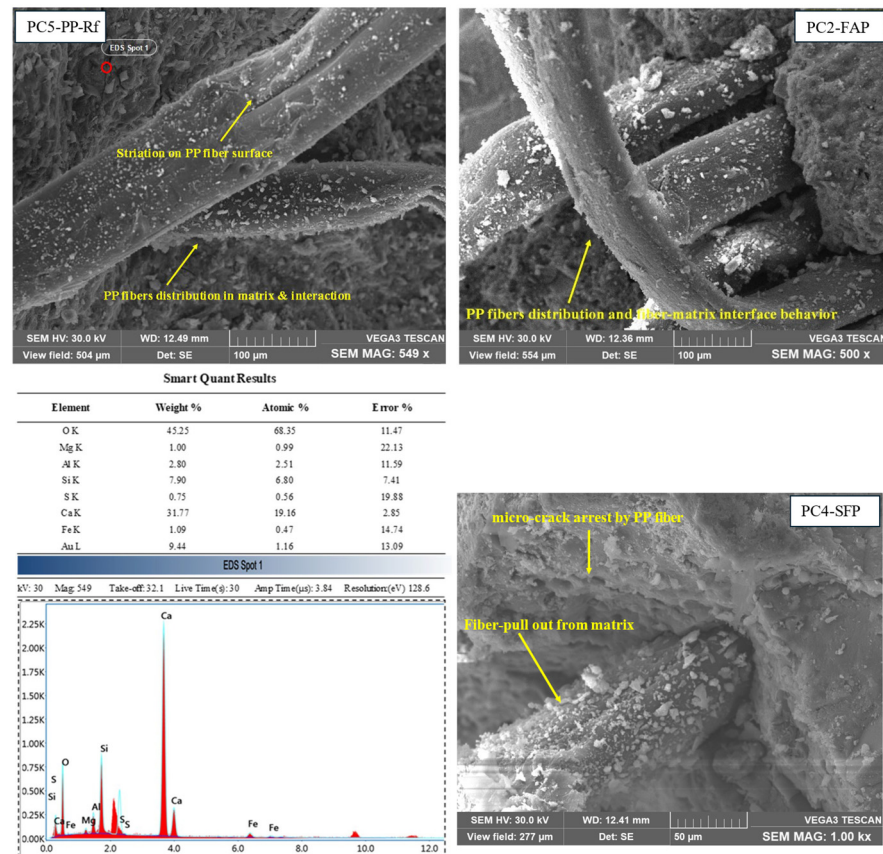 PC5-PP-Rf
EDS Spot 1
Striation on PP fiber surface
PP fibers distribution in matrix & interaction
SEM HV: 30.0 kV WD: 12.49 mm VEGA3 TESCAN
View field: 504 µm Det: SE 100 µm SEM MAG: 549 x
PC2-FAP
PP fibers distribution and fiber-matrix interface behavior
SEM HV: 30.0 kV WD: 12.36 mm VEGA3 TESCAN
View field: 554 µm Det: SE 100 µm SEM MAG: 500 x
Smart Quant Results
Element Weight % Atomic % Error %
O K 45.25 68.35 11.47
Mg K 1.00 0.99 22.13
Al K 2.80 2.51 11.59
Si K 7.90 6.80 7.41
S K 0.75 0.56 19.88
Ca K 31.77 19.16 2.85
Fe K 1.09 0.47 14.74
Au L 9.44 1.16 13.09
EDS Spot 1
kV: 30 Mag: 549 Take-off: 32.1 Live Time(s): 30 Amp Time(µs): 3.84 Resolution:(eV) 128.6
2.25K
2.00K
1.75K
1.50K
1.25K
1.00K
0.75K
0.50K
0.25K
0.00K
Ca
Si
O
S
Si
Ca
Fe
Mg
Al
S
S
Ca
Fe
Fe
0.0 2.0 4.0 6.0 8.0 10.0 12.0
PC4-SFP
micro-crack arrest by PP fiber
Fiber-pull out from matrix
SEM HV: 30.0 kV WD: 12.41 mm VEGA3 TESCAN
View field: 277 µm Det: SE 50 µm SEM MAG: 1.00 kx